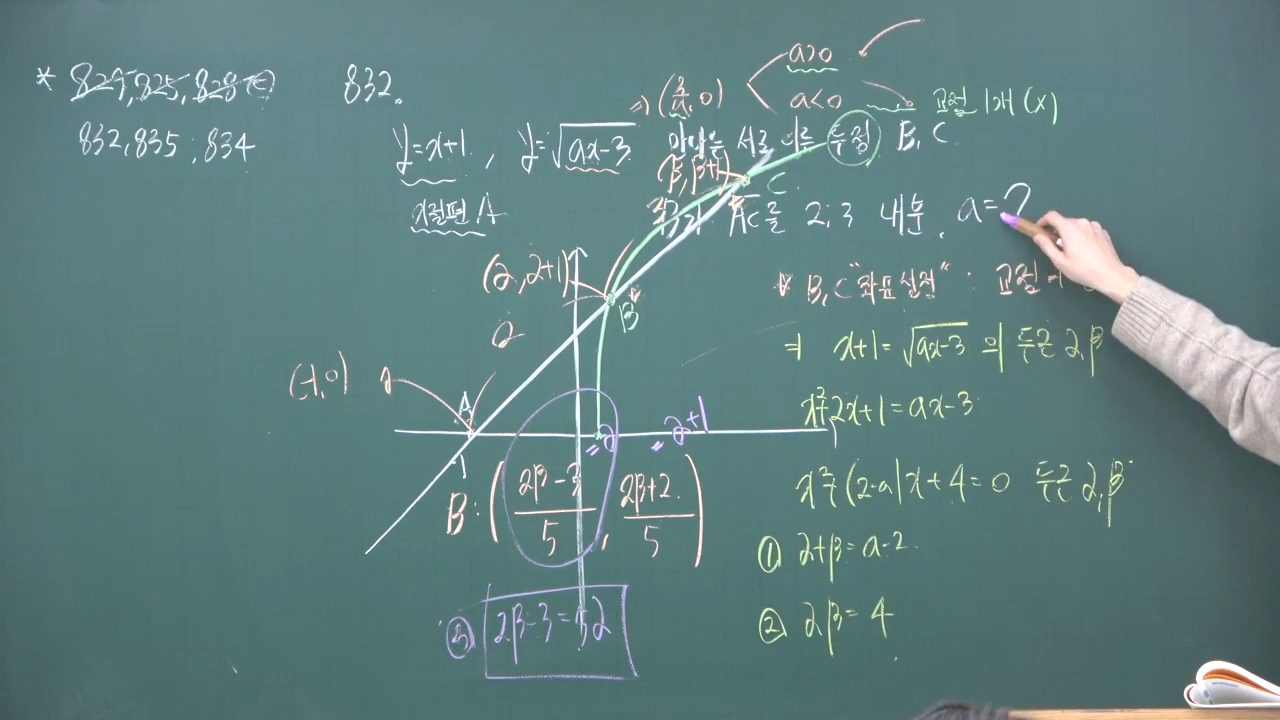 * 829, 825, 828
832, 835, 834
832.
a>0
⇒ (3/a, 0)
a<0
교점 1개 (x)
y=x+1, y=√(ax-3) 만나는 서로 다른 두점 B, C
x절편 A
AC를 2:3 내분. a=?
(β, β+1)
C
(α, α+1)
B
α
(-1, 0)
A
-1
α
α+1
B: ((2β-3)/5, (2β+2)/5)
③ 2β-3=5α
B, C "좌표설정" : 교점
⇒ x+1=√(ax-3) 의 두근 α, β
x²+2x+1=ax-3
x²+(2-a)x+4=0 두근 α, β
① α+β=a-2
② αβ=4